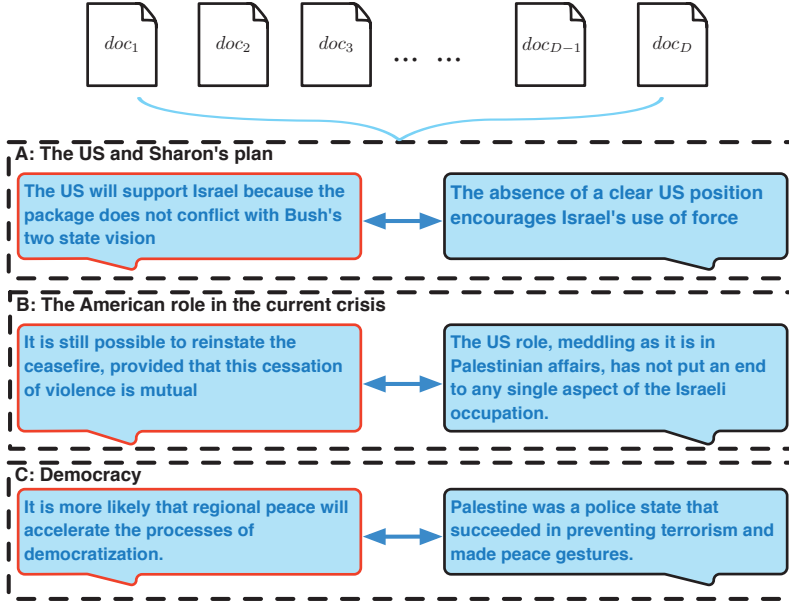 doc1 doc2 doc3 ... ... docD−1 docD
A: The US and Sharon's plan
The US will support Israel because the
package does not conflict with Bush's
two state vision
The absence of a clear US position
encourages Israel's use of force
B: The American role in the current crisis
It is still possible to reinstate the
ceasefire, provided that this cessation
of violence is mutual
The US role, meddling as it is in
Palestinian affairs, has not put an end
to any single aspect of the Israeli
occupation.
C: Democracy
It is more likely that regional peace will
accelerate the processes of
democratization.
Palestine was a police state that
succeeded in preventing terrorism and
made peace gestures.